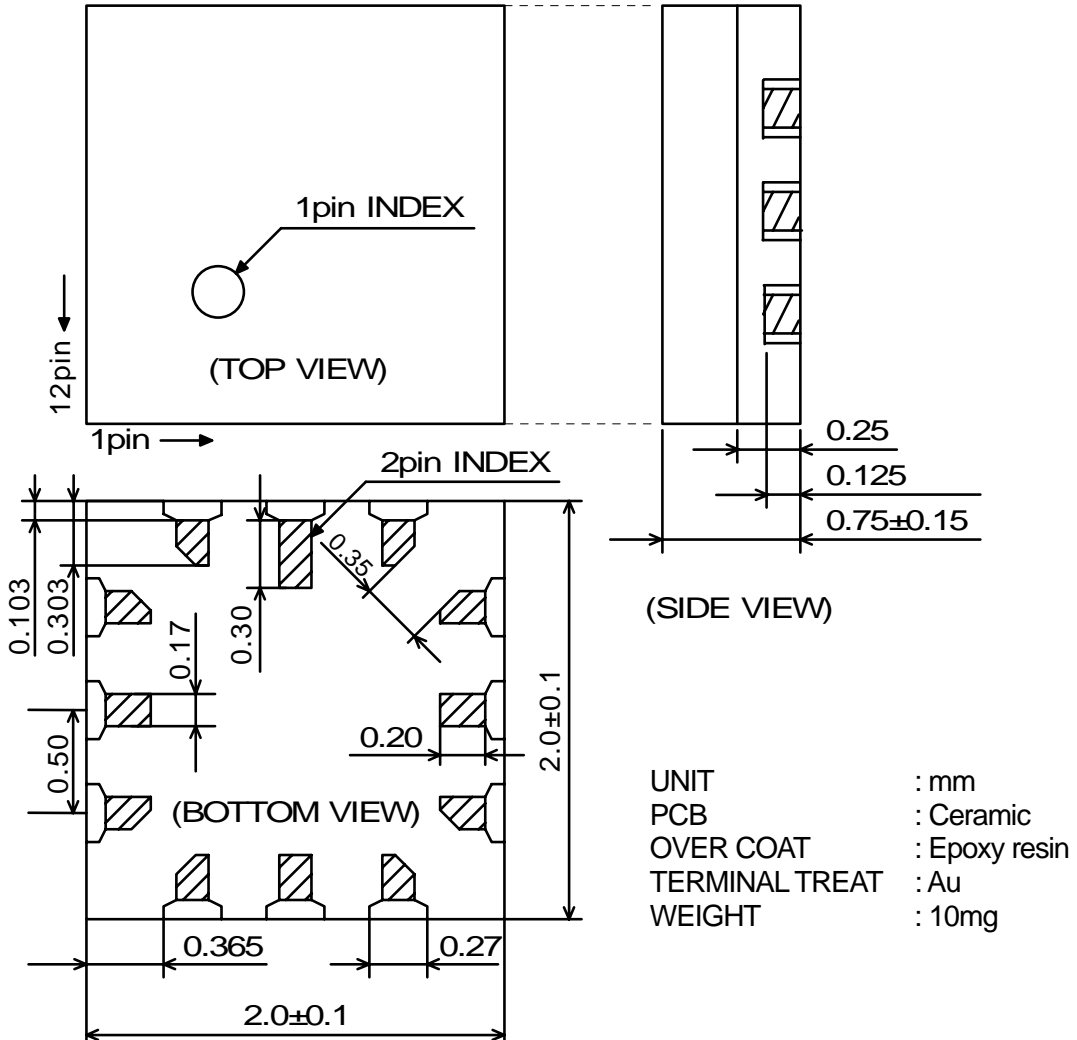 1pin INDEX
12pin
(TOP VIEW)
1pin
0.25
0.125
0.75±0.15
(SIDE VIEW)
2pin INDEX
0.35
0.103
0.303
0.30
0.17
0.50
0.20
2.0±0.1
(BOTTOM VIEW)
0.365
0.27
2.0±0.1
UNIT : mm
PCB : Ceramic
OVER COAT : Epoxy resin
TERMINAL TREAT : Au
WEIGHT : 10mg